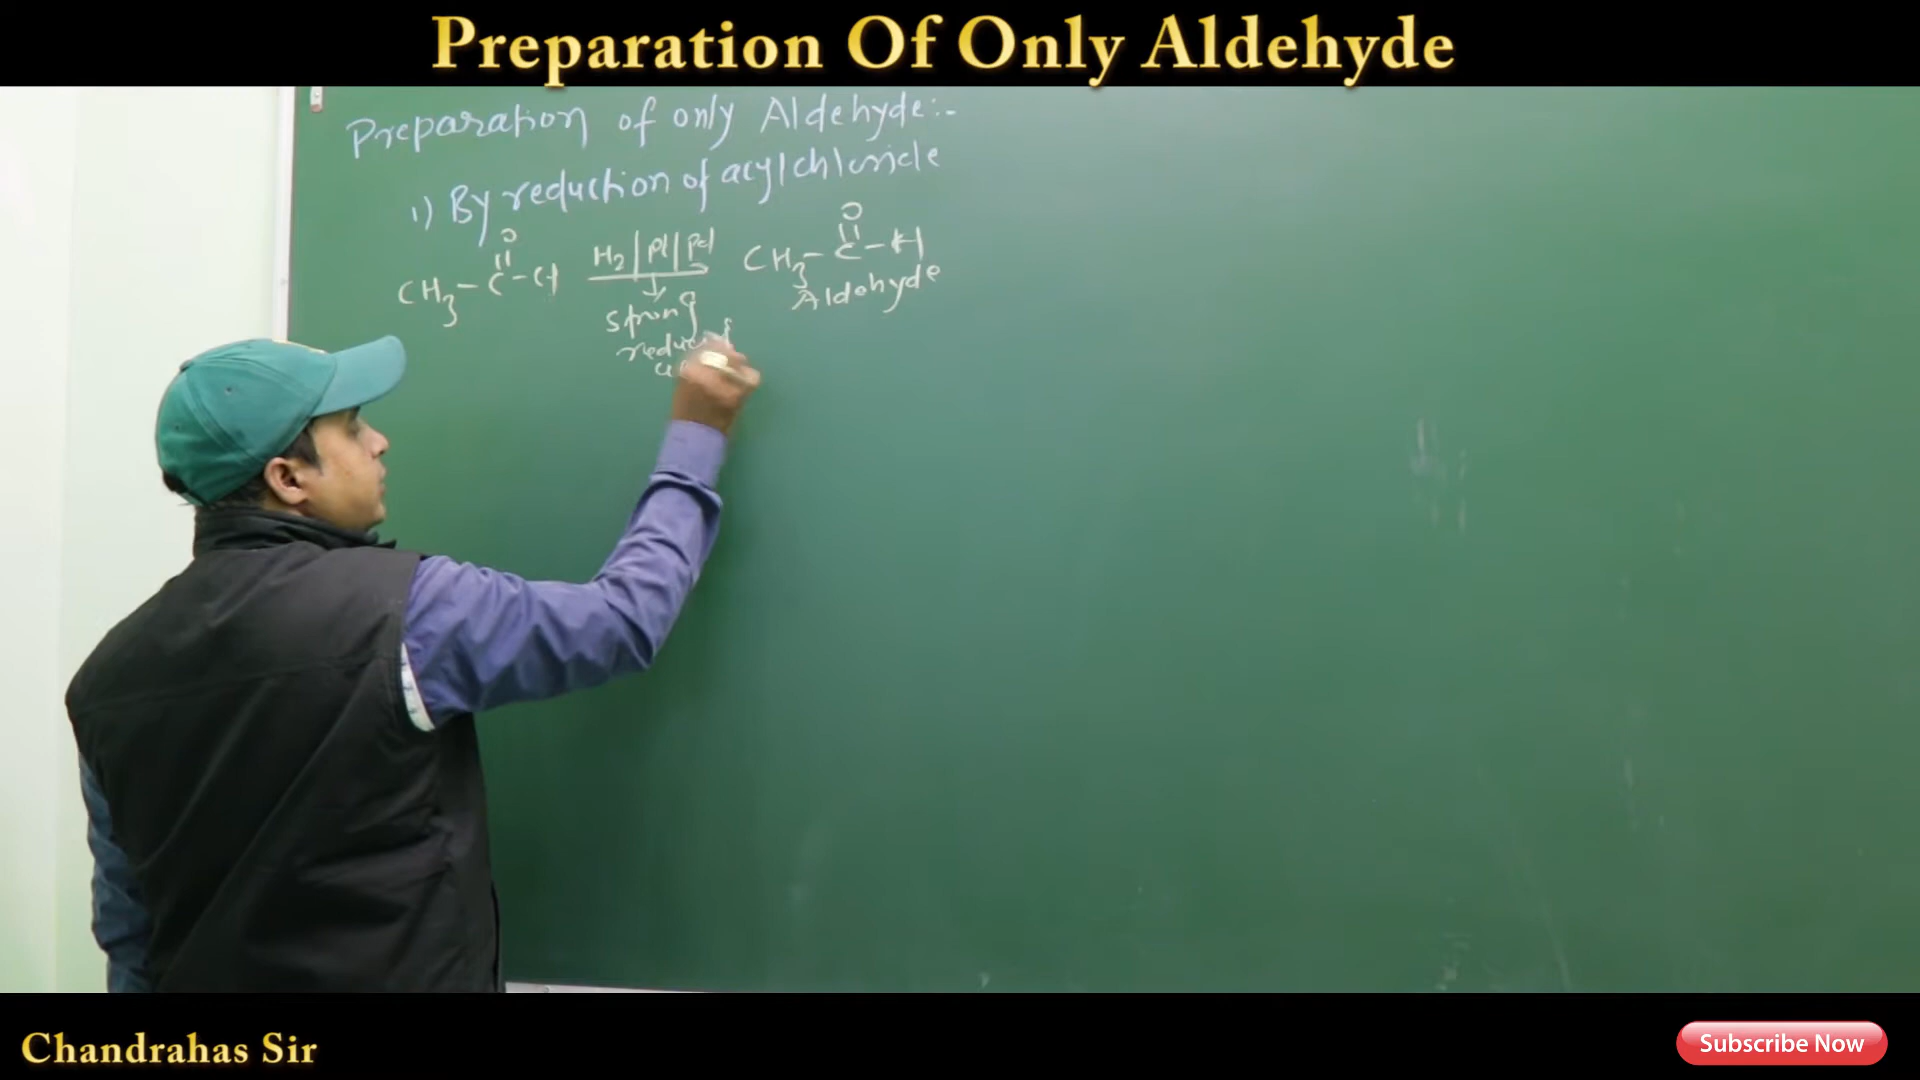 Preparation Of Only Aldehyde
Preparation of only Aldehyde:-
1) By reduction of acylchloride
O
O
CH3-C-Cl H2|Pt|Pd CH3-C-H
Aldehyde
strong
Chandrahas Sir
Subscribe Now